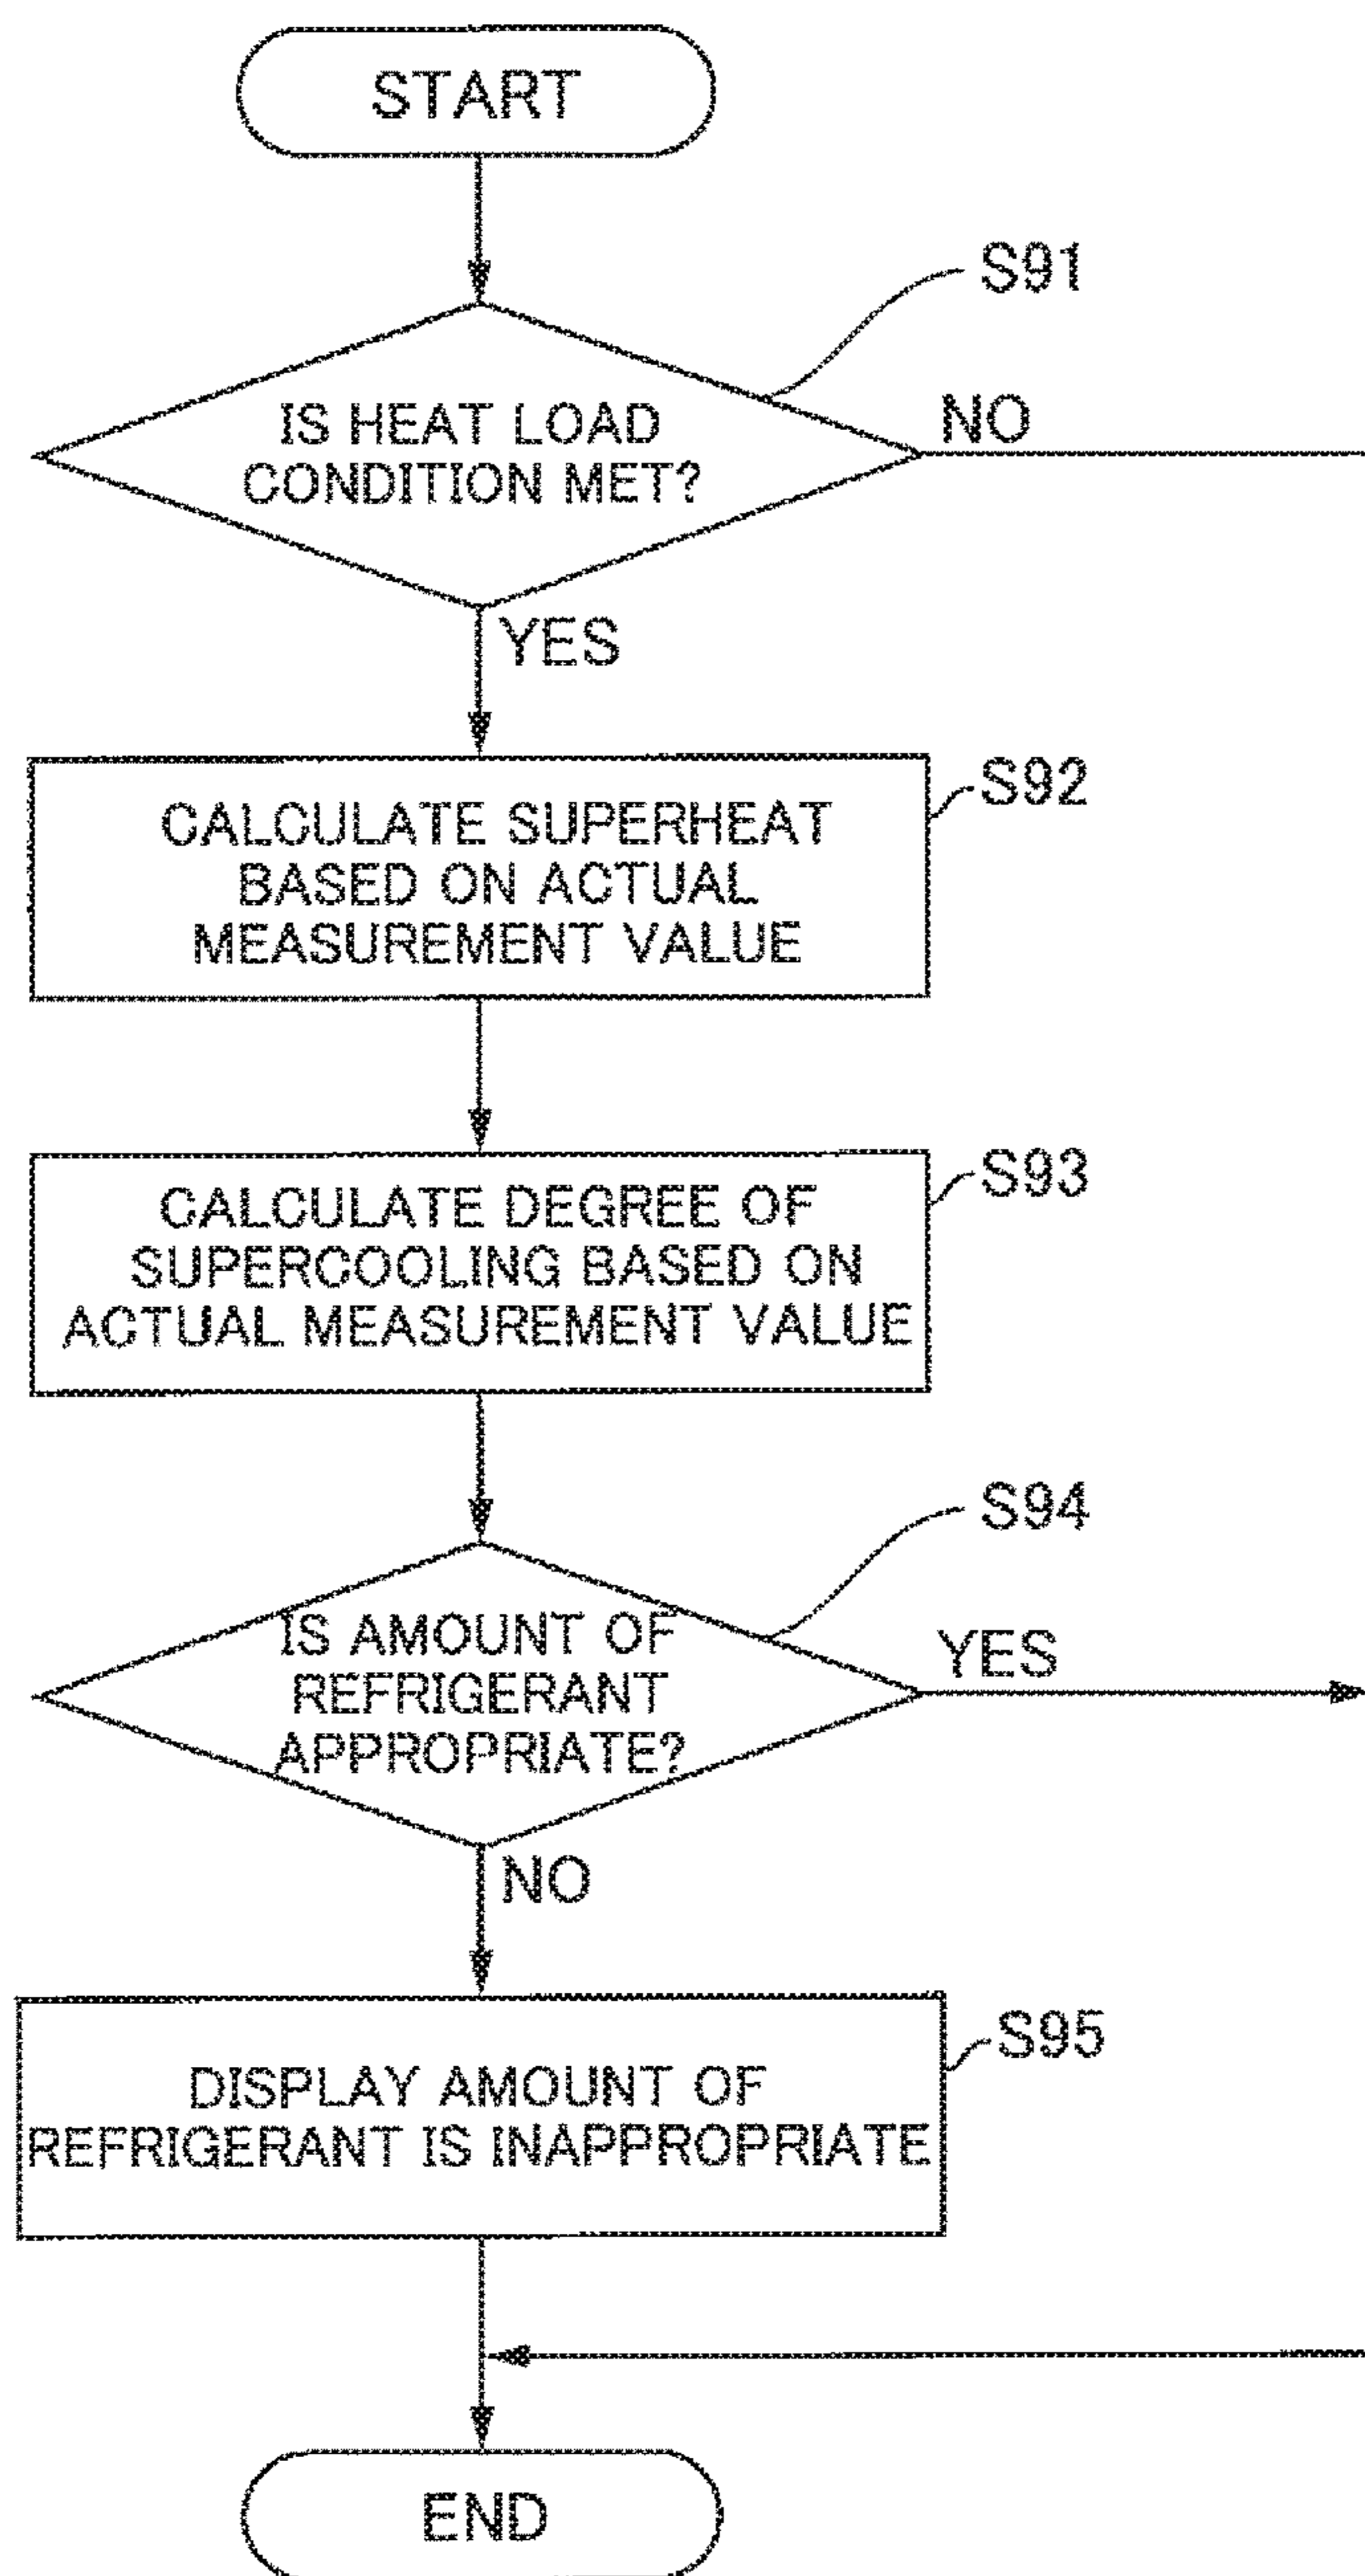 START
S91
IS HEAT LOAD
CONDITION MET?
NO
YES
S92
CALCULATE SUPERHEAT
BASED ON ACTUAL
MEASUREMENT VALUE
S93
CALCULATE DEGREE OF
SUPERCOOLING BASED ON
ACTUAL MEASUREMENT VALUE
S94
IS AMOUNT OF
REFRIGERANT
APPROPRIATE?
YES
NO
S95
DISPLAY AMOUNT OF
REFRIGERANT IS INAPPROPRIATE
END